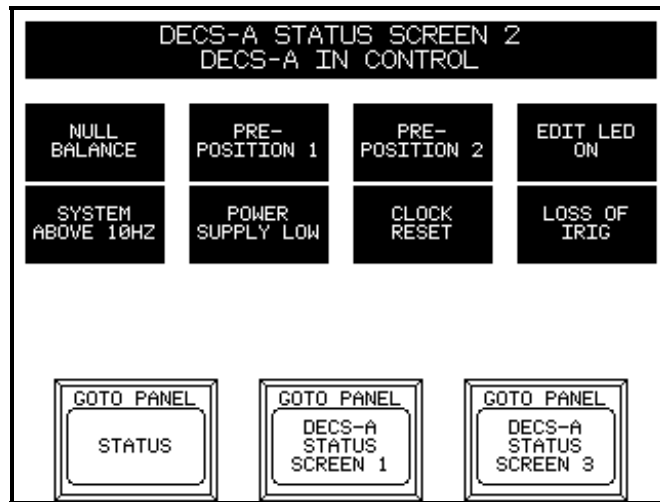 DECS-A STATUS SCREEN 2
DECS-A IN CONTROL
NULL
BALANCE
PRE-
POSITION 1
PRE-
POSITION 2
EDIT LED
ON
SYSTEM
ABOVE 10HZ
POWER
SUPPLY LOW
CLOCK
RESET
LOSS OF
IRIG
GOTO PANEL
STATUS
GOTO PANEL
DECS-A
STATUS
SCREEN 1
GOTO PANEL
DECS-A
STATUS
SCREEN 3